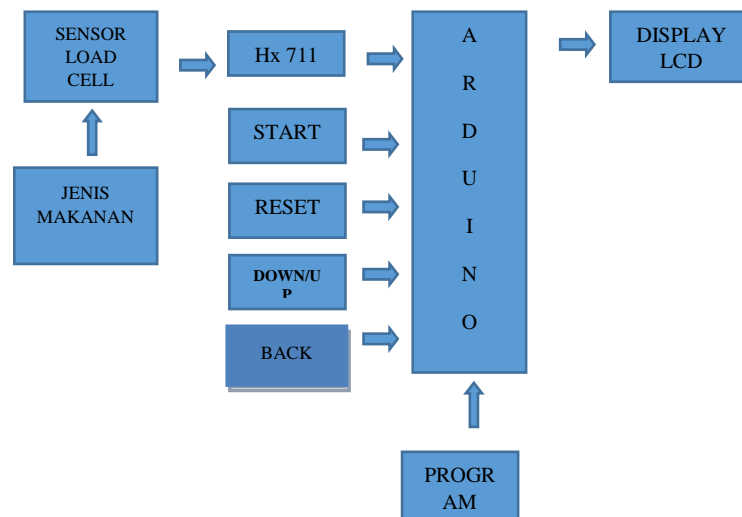 SENSOR
LOAD
CELL
Hx 711
A
R
D
U
I
N
O
DISPLAY
LCD
START
JENIS
MAKANAN
RESET
DOWN/U
P
BACK
PROGR
AM